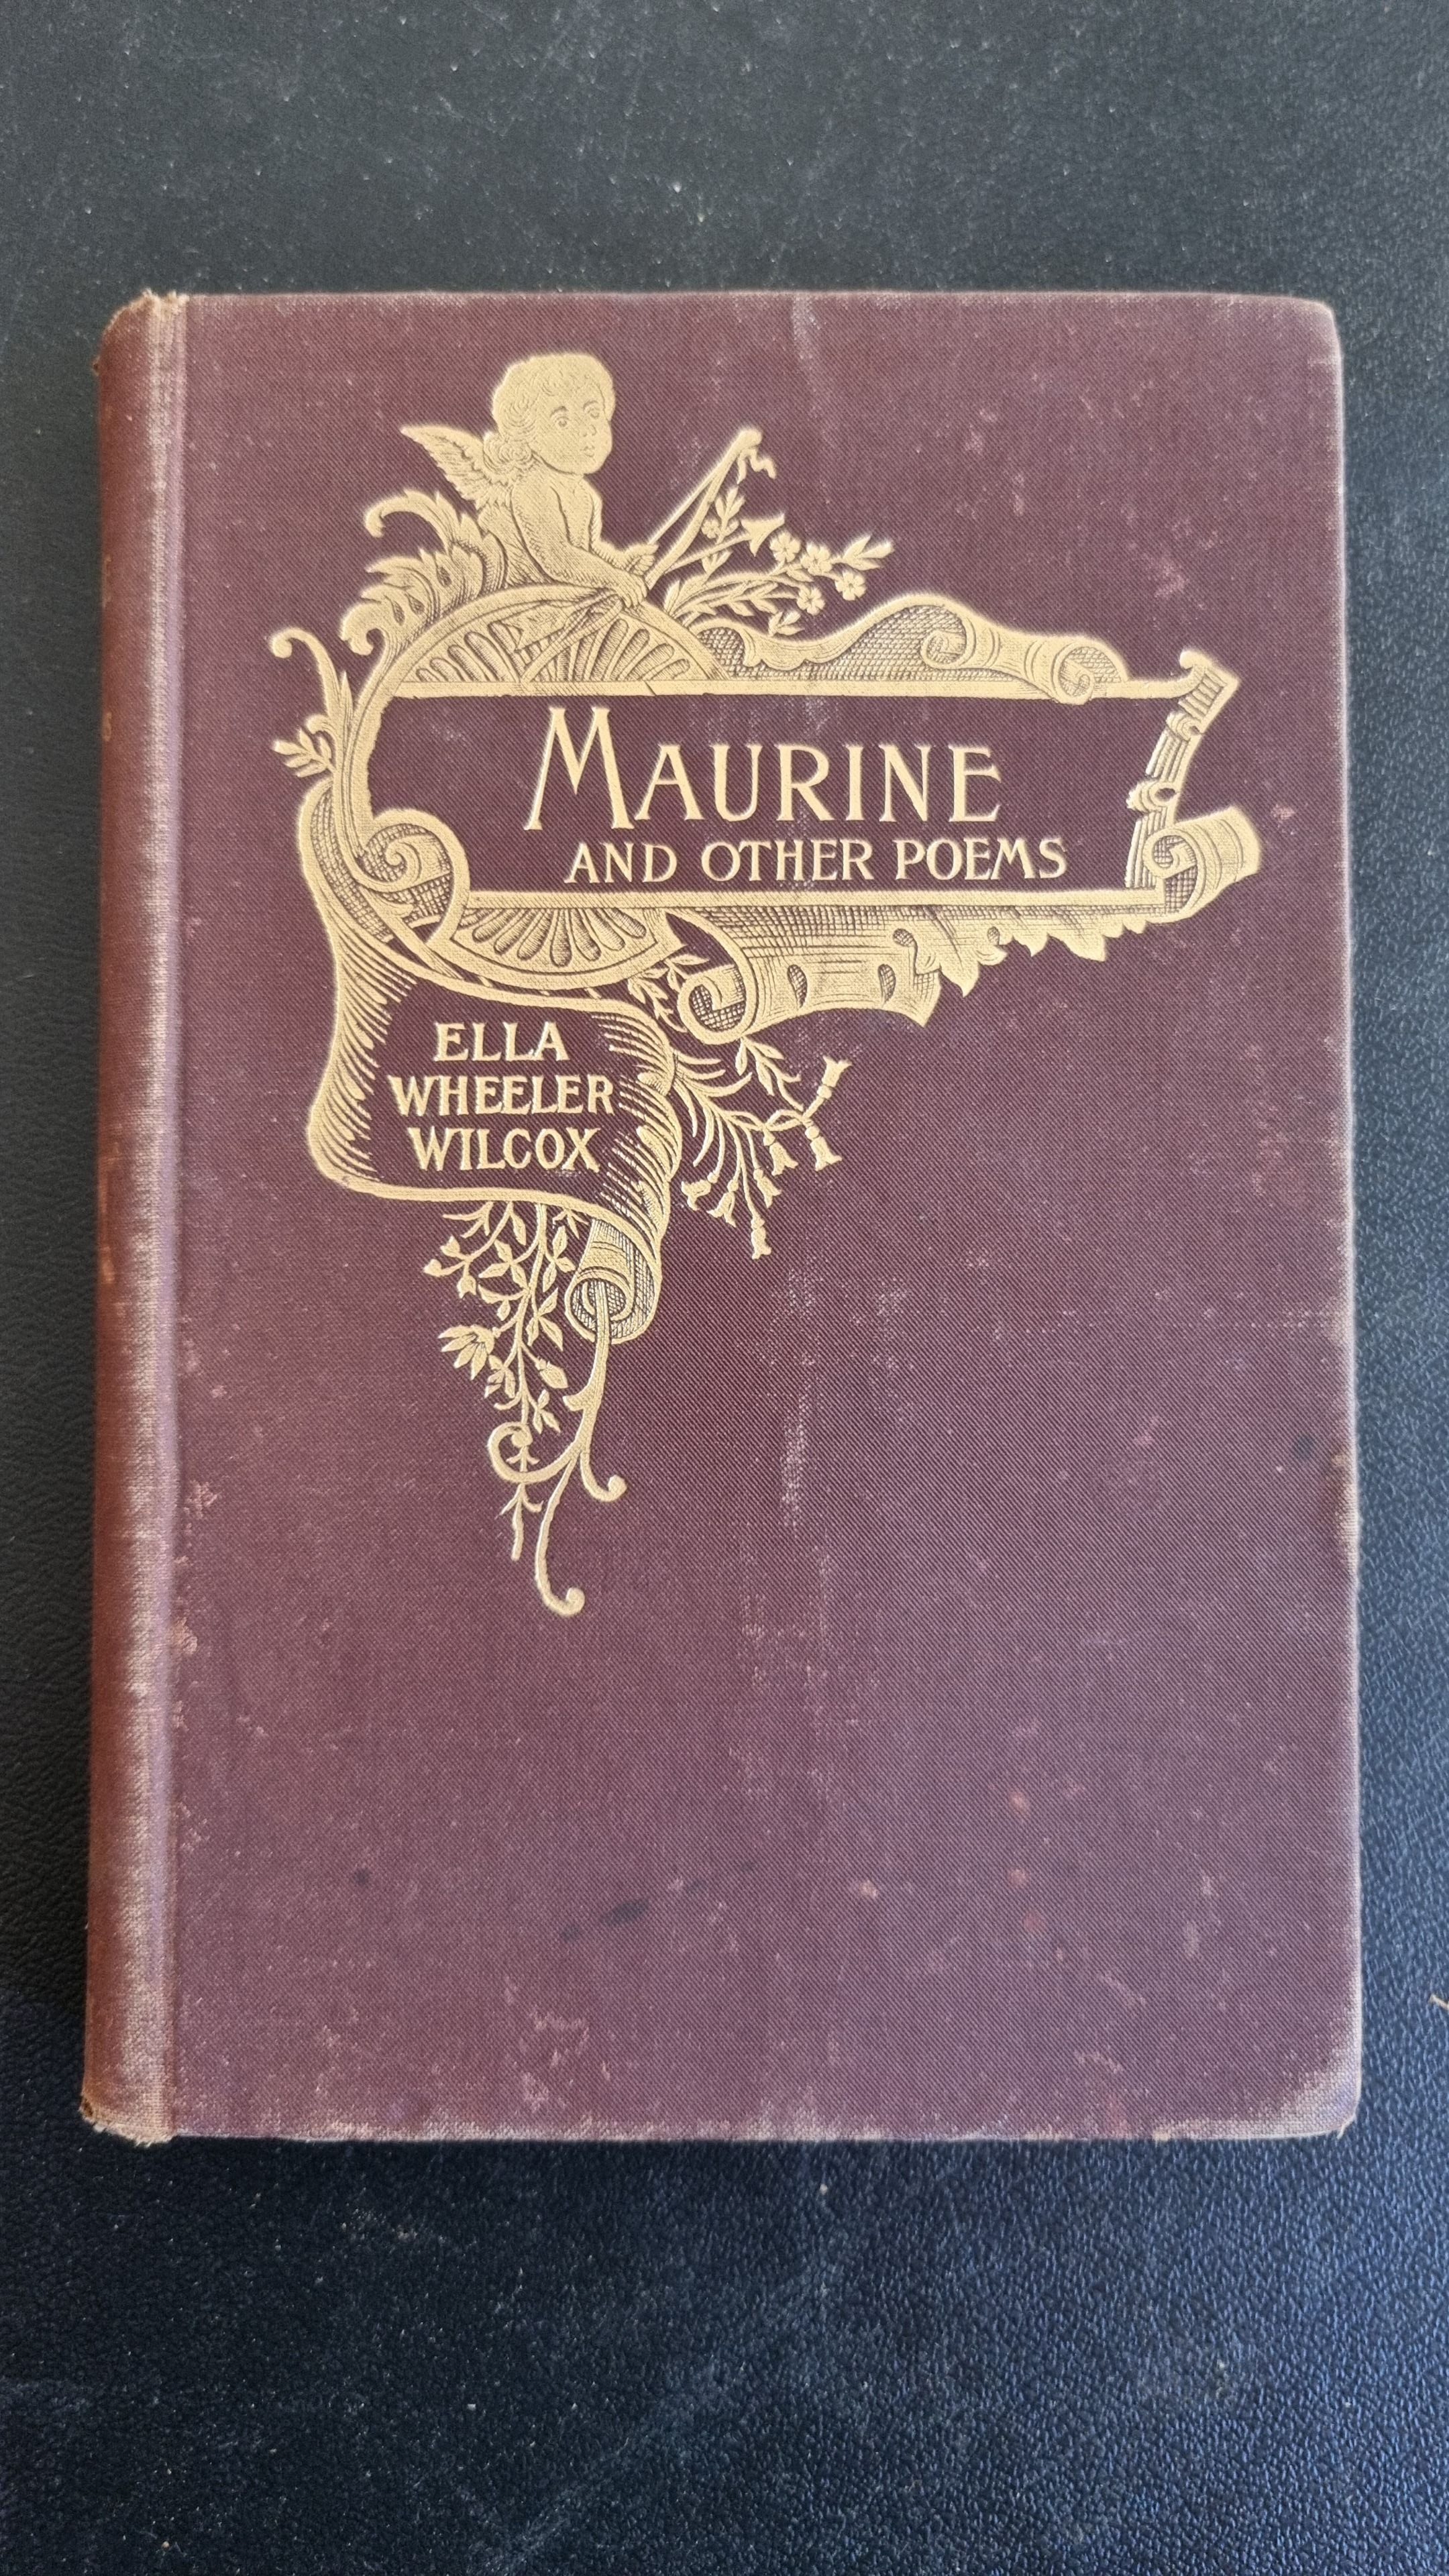 MAURINE
AND OTHER POEMS
ELLA
WHEELER
WILCOX